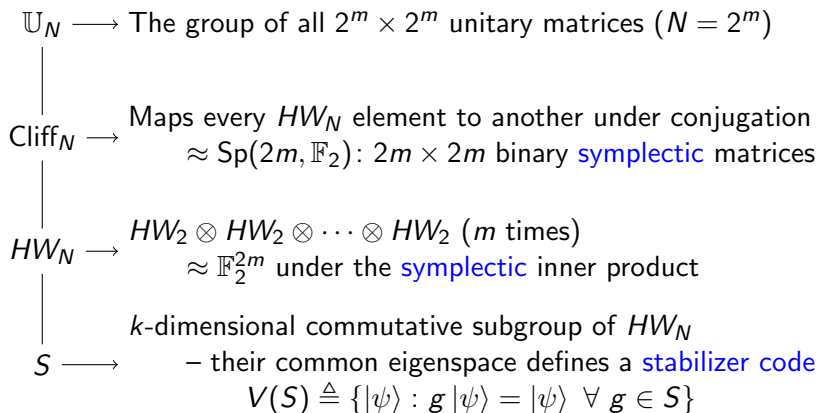 𝕌_N ⟶ The group of all 2^m × 2^m unitary matrices (N = 2^m)
Cliff_N ⟶ Maps every HW_N element to another under conjugation
≈ Sp(2m, 𝔽_2): 2m × 2m binary symplectic matrices
HW_N ⟶ HW_2 ⊗ HW_2 ⊗ ⋯ ⊗ HW_2 (m times)
≈ 𝔽_2^{2m} under the symplectic inner product
S ⟶ k-dimensional commutative subgroup of HW_N
– their common eigenspace defines a stabilizer code
V(S) ≜ {|ψ⟩ : g |ψ⟩ = |ψ⟩ ∀ g ∈ S}